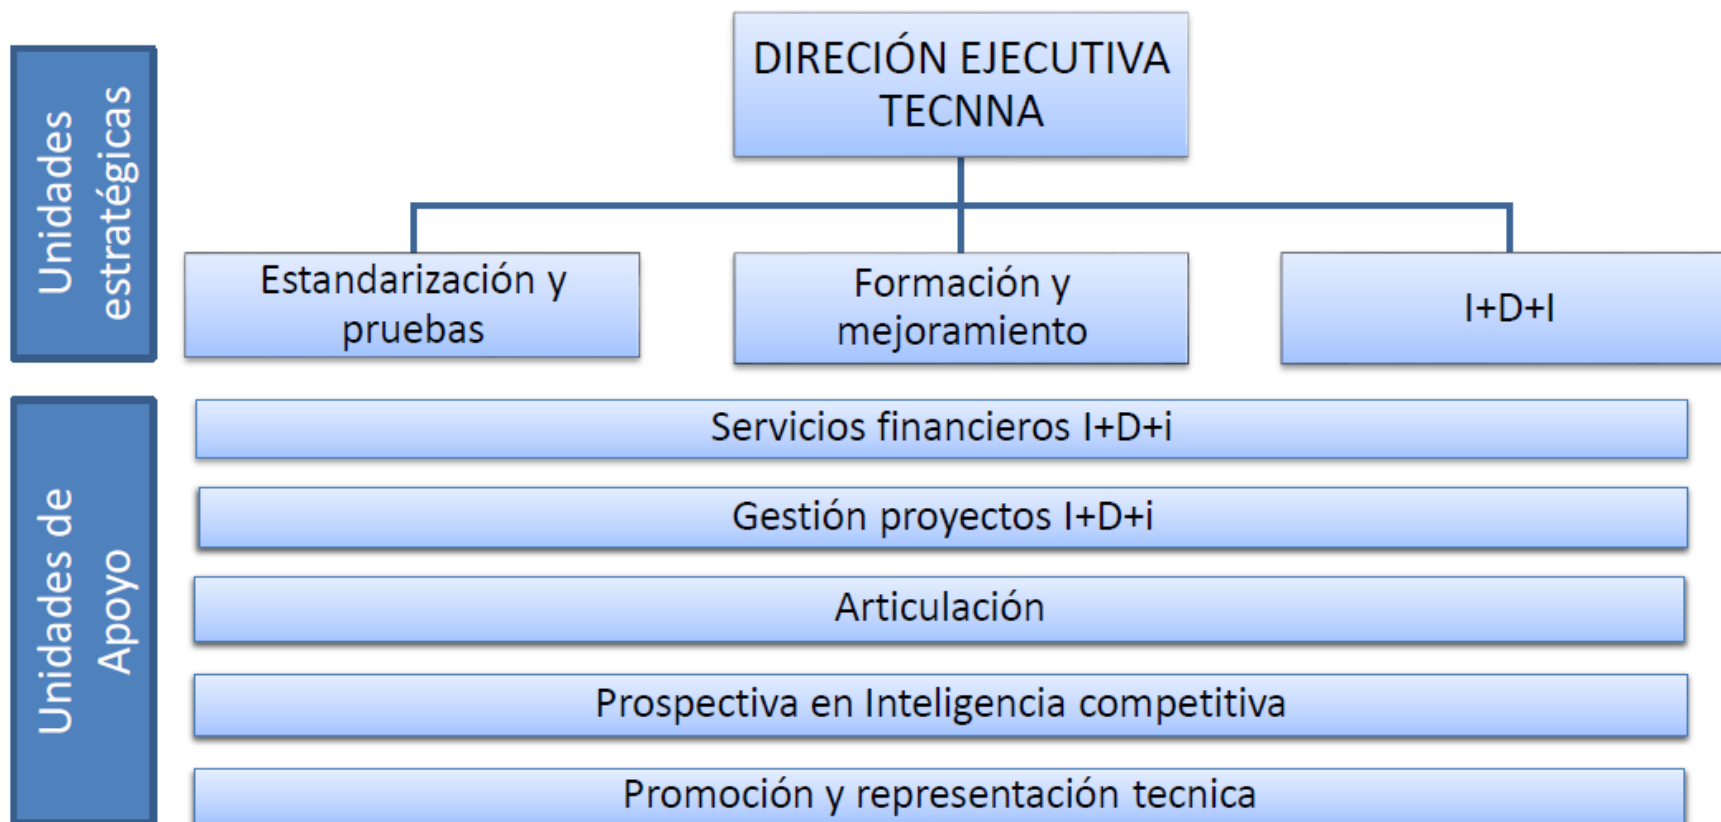 Unidades
estratégicas
DIRECIÓN EJECUTIVA
TECNNA
Estandarización y
pruebas
Formación y
mejoramiento
I+D+I
Unidades de
Apoyo
Servicios financieros I+D+i
Gestión proyectos I+D+i
Articulación
Prospectiva en Inteligencia competitiva
Promoción y representación tecnica